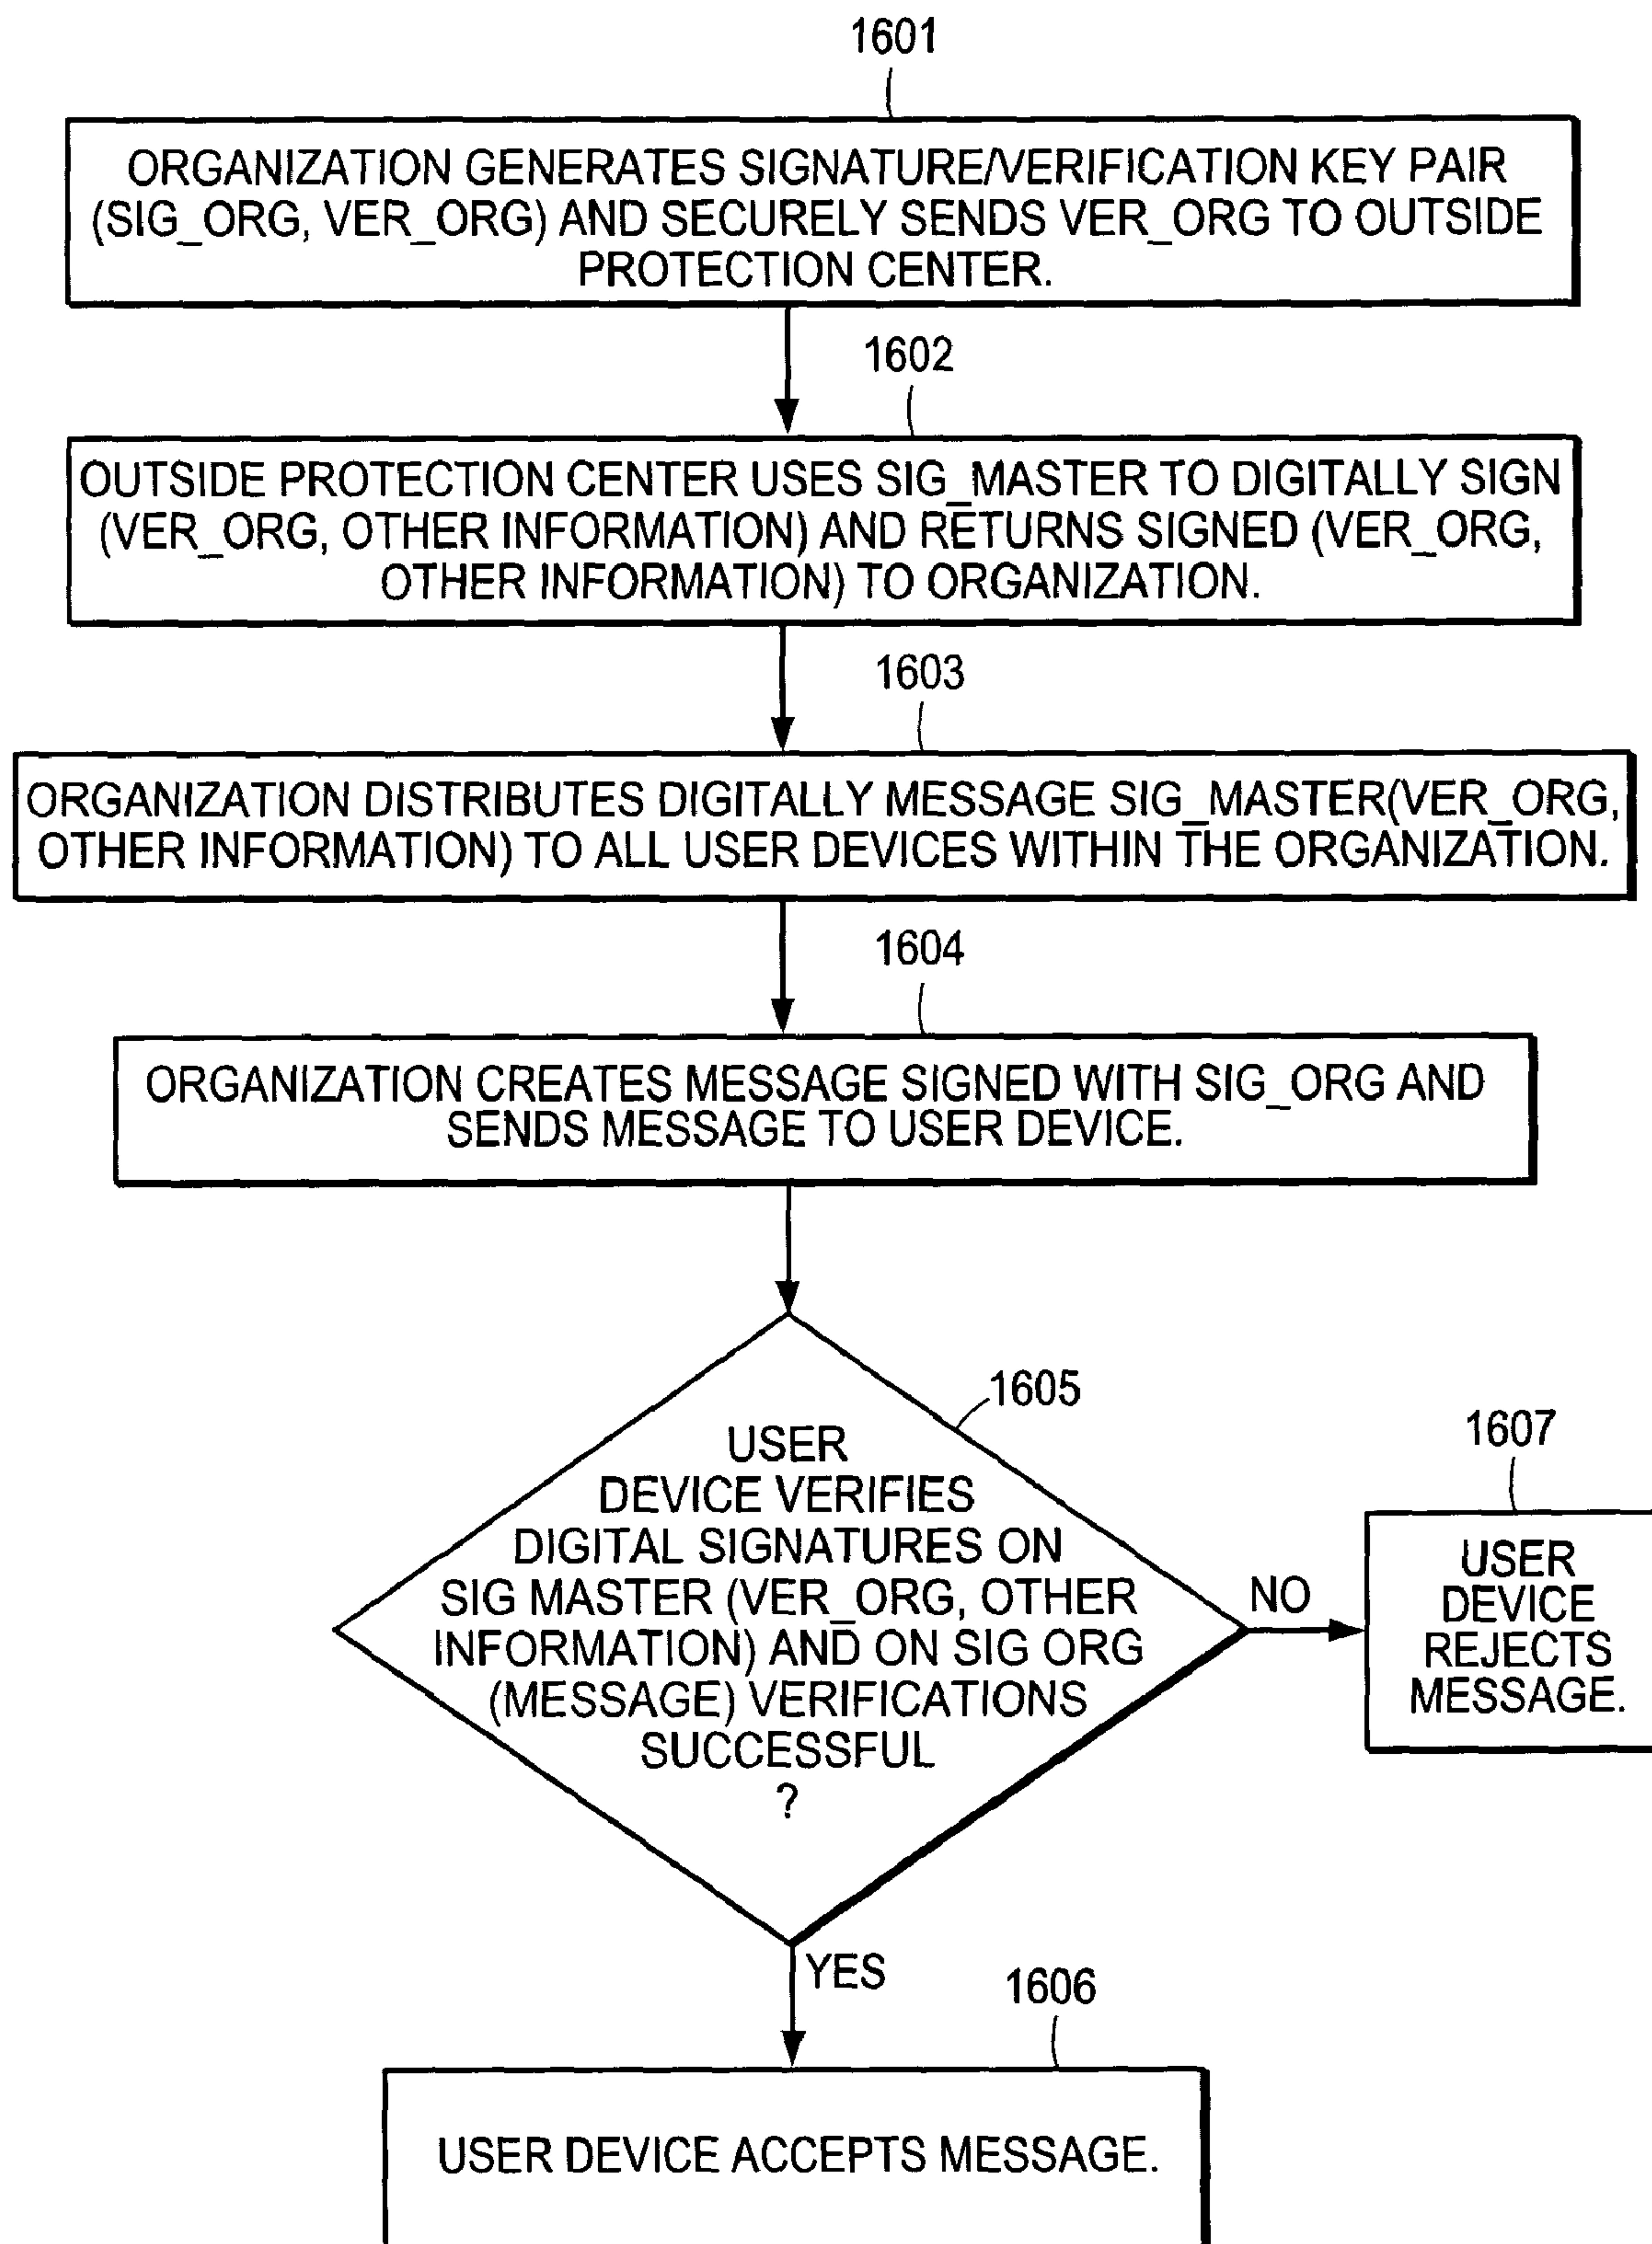 1601
ORGANIZATION GENERATES SIGNATURE/VERIFICATION KEY PAIR
(SIG_ORG, VER_ORG) AND SECURELY SENDS VER_ORG TO OUTSIDE
PROTECTION CENTER.
1602
OUTSIDE PROTECTION CENTER USES SIG_MASTER TO DIGITALLY SIGN
(VER_ORG, OTHER INFORMATION) AND RETURNS SIGNED (VER_ORG,
OTHER INFORMATION) TO ORGANIZATION.
1603
ORGANIZATION DISTRIBUTES DIGITALLY MESSAGE SIG_MASTER(VER_ORG,
OTHER INFORMATION) TO ALL USER DEVICES WITHIN THE ORGANIZATION.
1604
ORGANIZATION CREATES MESSAGE SIGNED WITH SIG_ORG AND
SENDS MESSAGE TO USER DEVICE.
1605
USER
DEVICE VERIFIES
DIGITAL SIGNATURES ON
SIG MASTER (VER_ORG, OTHER
INFORMATION) AND ON SIG ORG
(MESSAGE) VERIFICATIONS
SUCCESSFUL
?
NO
1607
USER
DEVICE
REJECTS
MESSAGE.
YES
1606
USER DEVICE ACCEPTS MESSAGE.